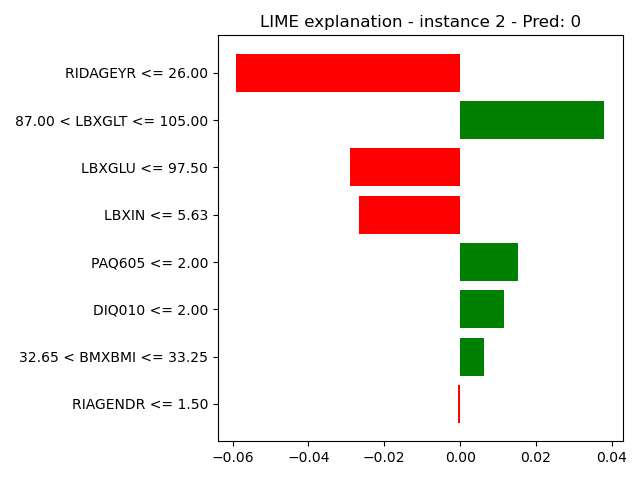 LIME explanation - instance 2 - Pred: 0
RIDAGEYR <= 26.00
87.00 < LBXGLT <= 105.00
LBXGLU <= 97.50
LBXIN <= 5.63
PAQ605 <= 2.00
DIQ010 <= 2.00
32.65 < BMXBMI <= 33.25
RIAGENDR <= 1.50
−0.06 −0.04 −0.02 0.00 0.02 0.04